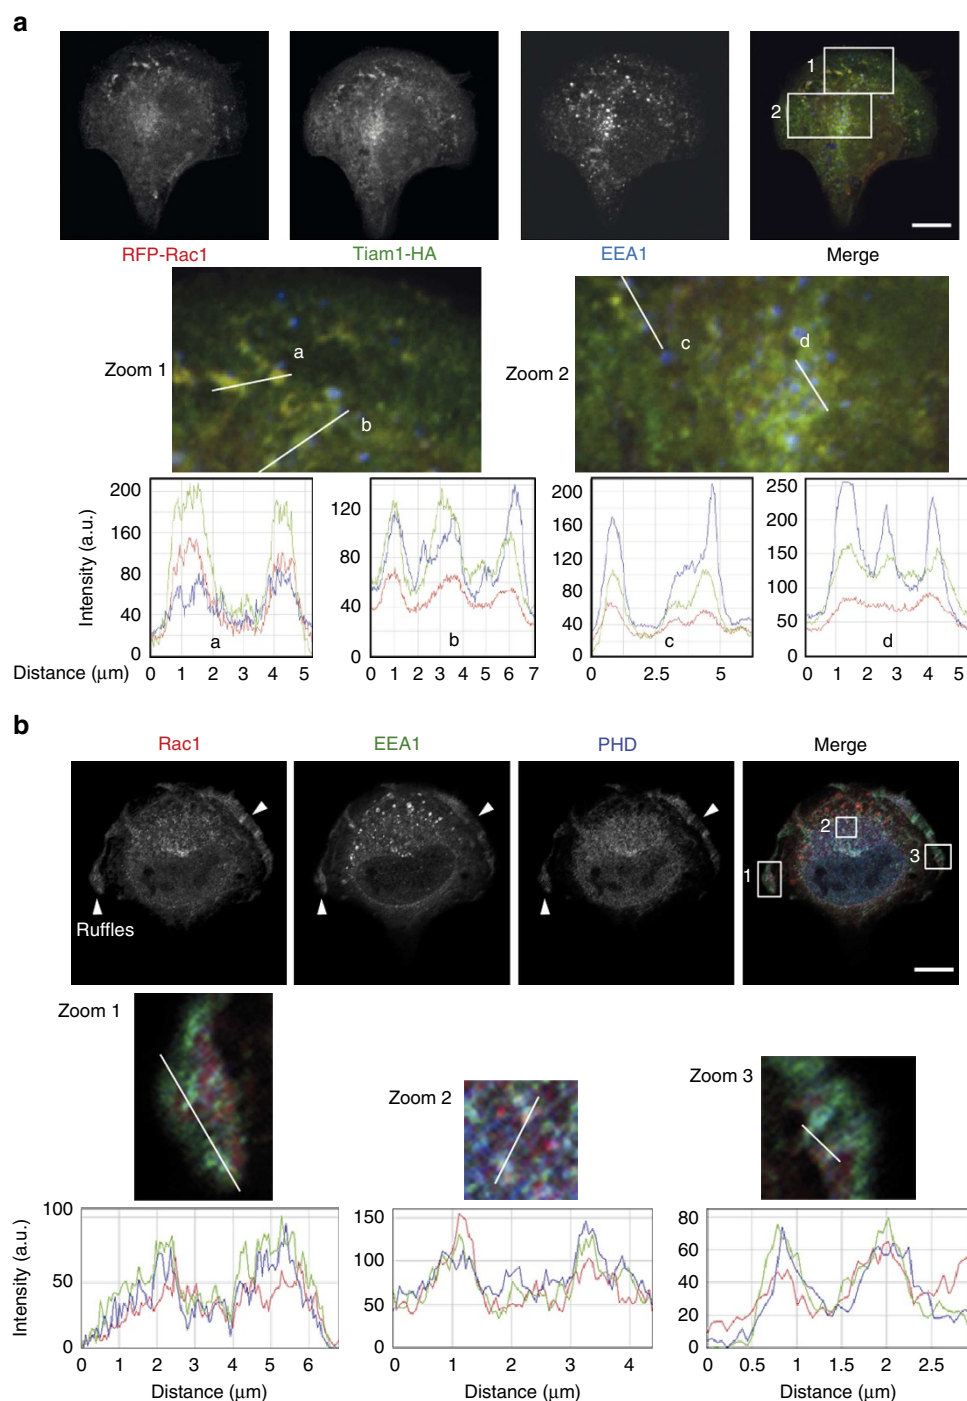 a
1
2
RFP-Rac1 Tiam1-HA EEA1 Merge
Zoom 1 a b
Zoom 2 c d
Intensity (a.u.)
200 160 80 40 0
a
0 1 2 3 4 5
120 80 40 0
b
0 1 2 3 4 5 6 7
200 160 120 80 40 0
c
0 2.5 5
250 200 150 100 50 0
d
0 1 2 3 4 5
Distance (μm)
b
Rac1 EEA1 PHD Merge
Ruffles
1 2 3
Zoom 1
Zoom 2
Zoom 3
Intensity (a.u.)
100 50 0
0 1 2 3 4 5 6
Distance (μm)
150 100 50 0
0 1 2 3 4
Distance (μm)
80 60 40 20 0
0 0.5 1 1.5 2 2.5
Distance (μm)